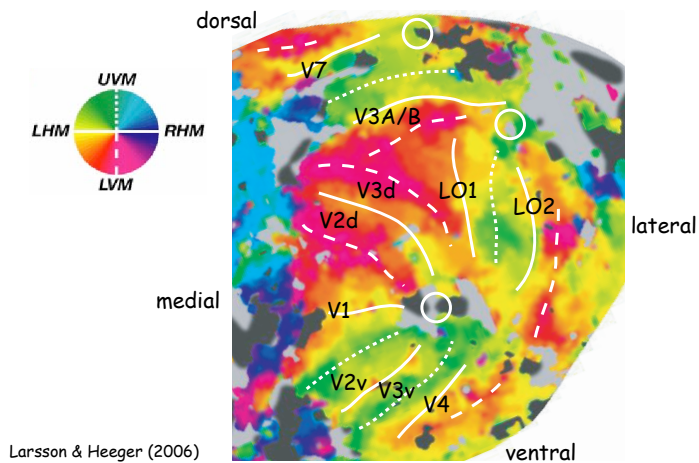 dorsal
UVM
V7
LHM
RHM
V3A/B
LVM
V3d
LO1
LO2
V2d
lateral
medial
V1
V2v
V3v
V4
Larsson & Heeger (2006)
ventral